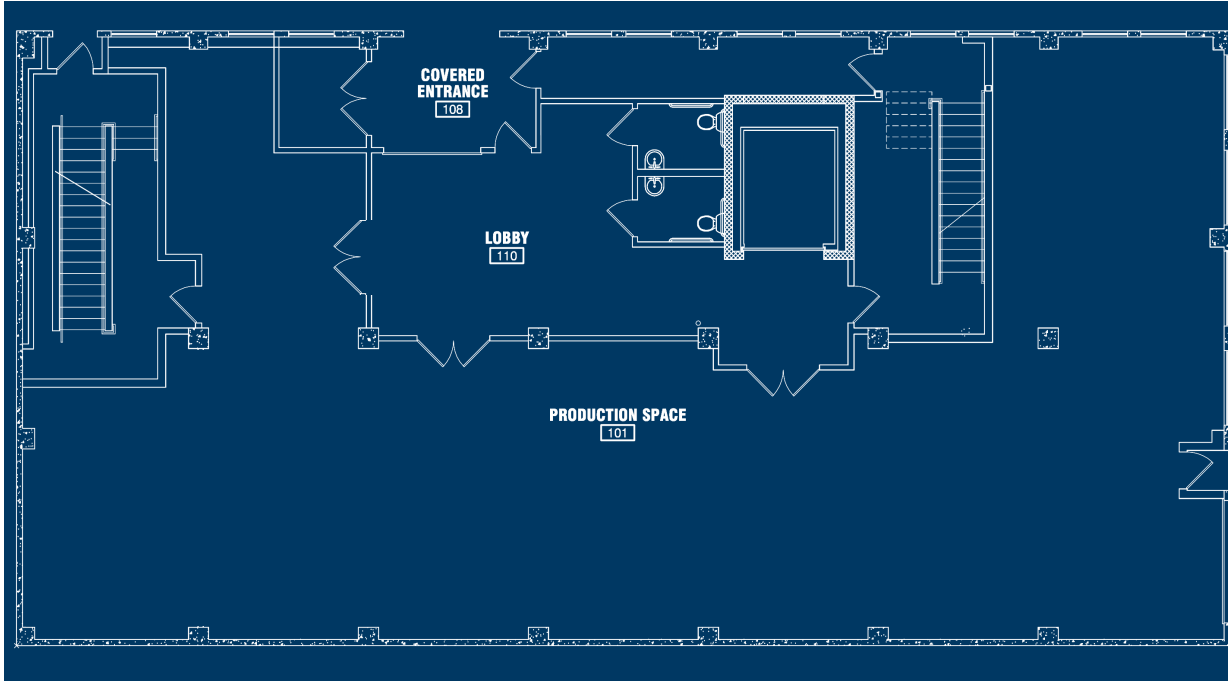 COVERED
ENTRANCE
108
LOBBY
110
PRODUCTION SPACE
101